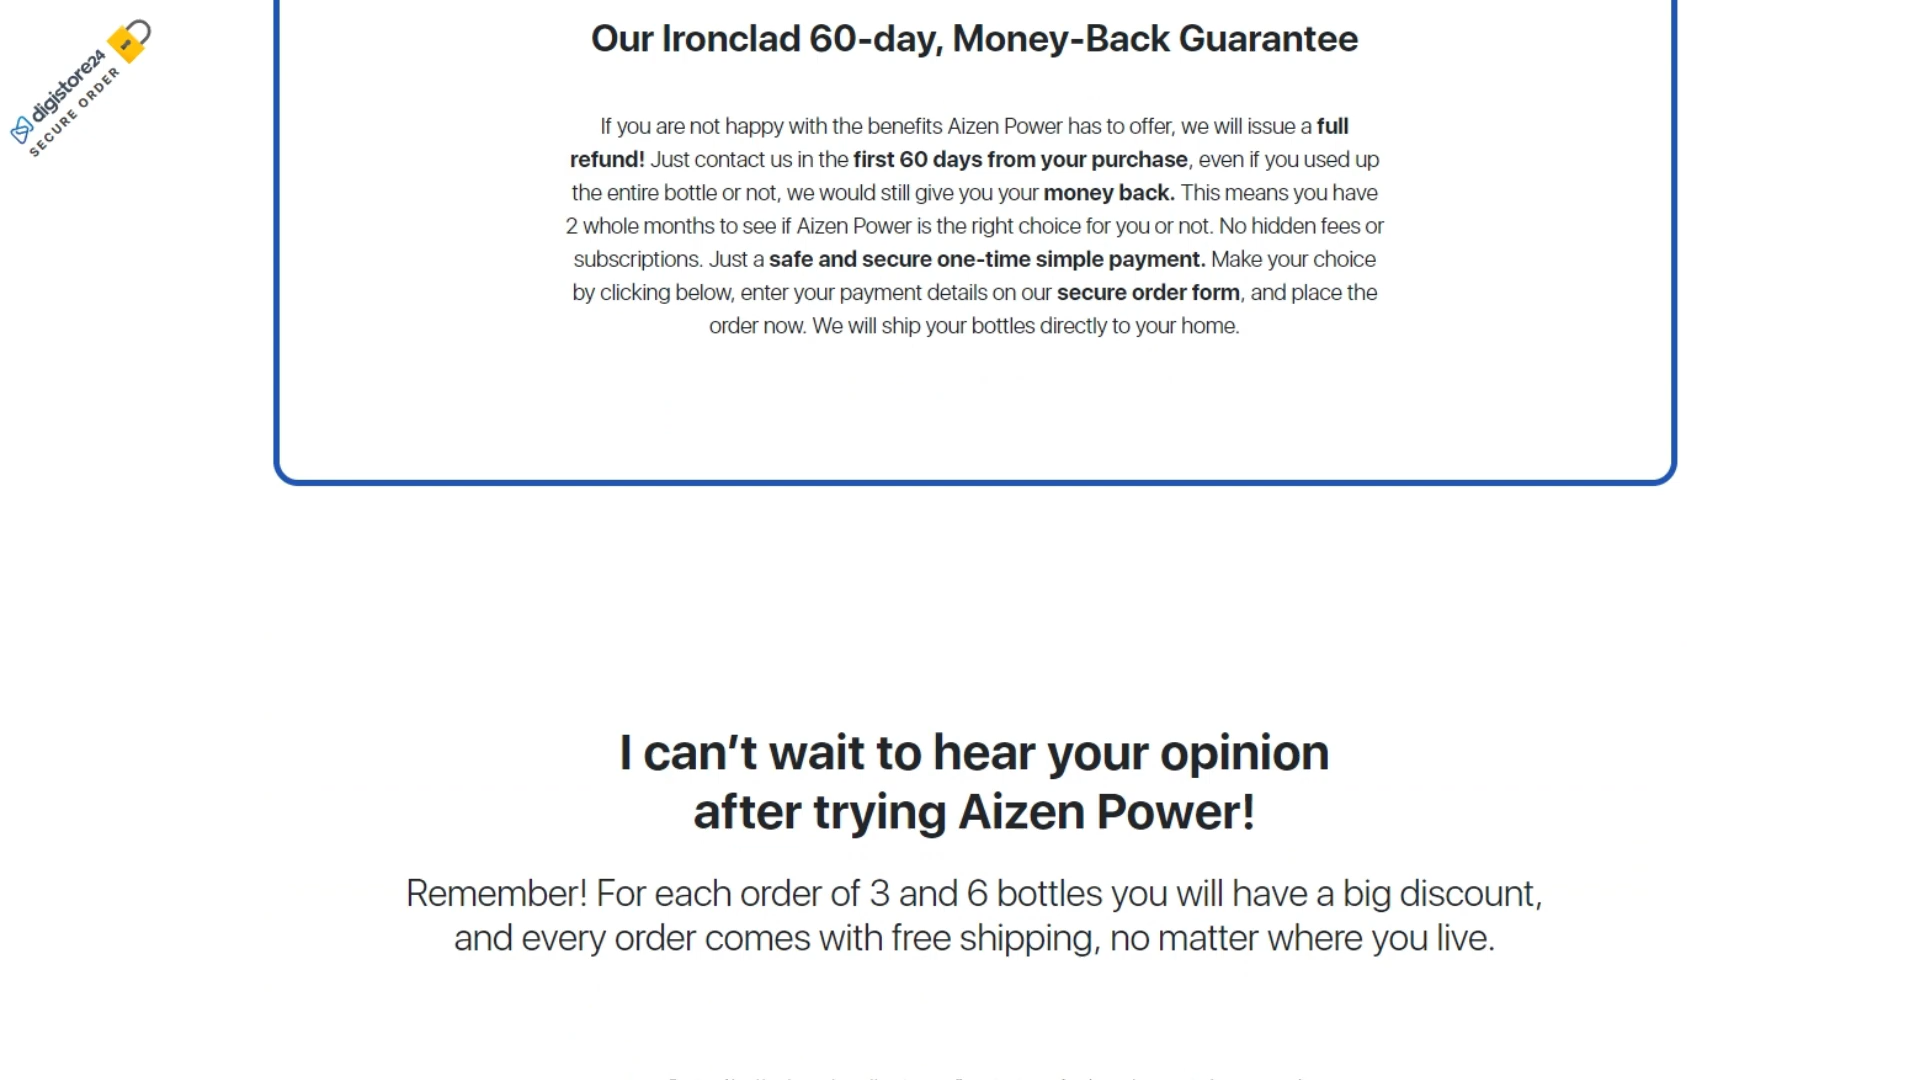 digistore24
SECURE ORDER
Our Ironclad 60-day, Money-Back Guarantee
If you are not happy with the benefits Aizen Power has to offer, we will issue a full
refund! Just contact us in the first 60 days from your purchase, even if you used up
the entire bottle or not, we would still give you your money back. This means you have
2 whole months to see if Aizen Power is the right choice for you or not. No hidden fees or
subscriptions. Just a safe and secure one-time simple payment. Make your choice
by clicking below, enter your payment details on our secure order form, and place the
order now. We will ship your bottles directly to your home.
I can’t wait to hear your opinion
after trying Aizen Power!
Remember! For each order of 3 and 6 bottles you will have a big discount,
and every order comes with free shipping, no matter where you live.